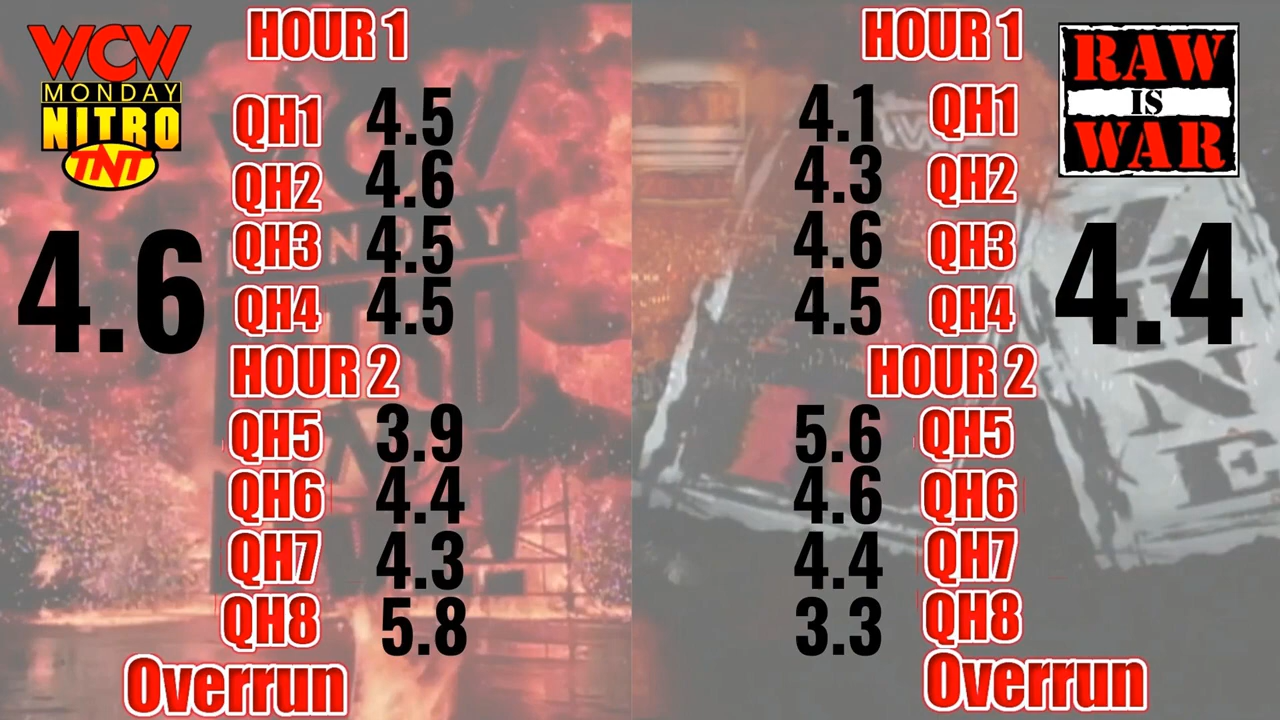 WCW
MONDAY
NITRO
TNT
4.6
HOUR 1
QH1 4.5
QH2 4.6
QH3 4.5
QH4 4.5
HOUR 2
QH5 3.9
QH6 4.4
QH7 4.3
QH8 5.8
Overrun
HOUR 1
4.1 QH1
4.3 QH2
4.6 QH3
4.5 QH4
HOUR 2
5.6 QH5
4.6 QH6
4.4 QH7
3.3 QH8
Overrun
RAW
IS
WAR
4.4